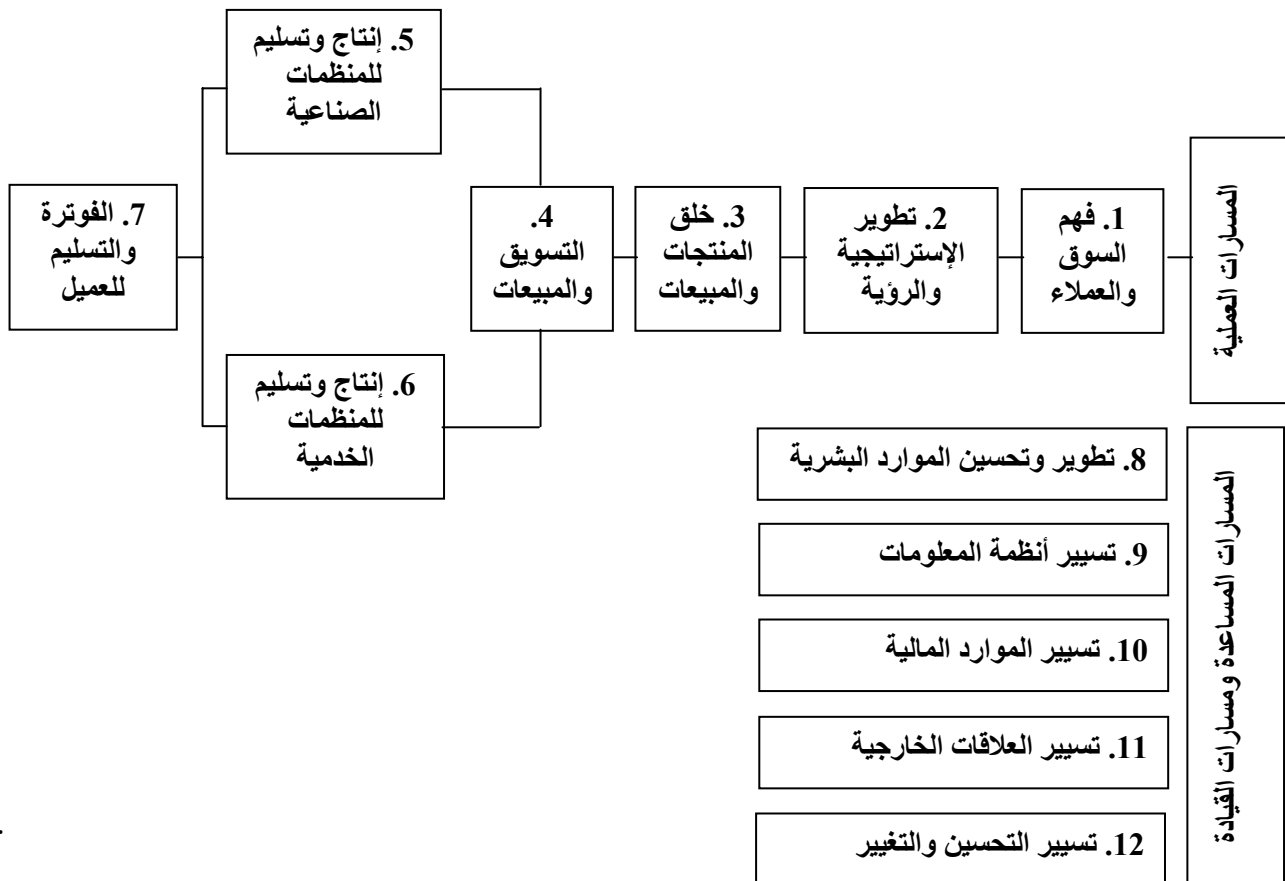 المسارات العملية
1. فهم
السوق
والعملاء
2. تطوير
الإستراتيجية
والرؤية
3. خلق
المنتجات
والمبيعات
4.
التسويق
والمبيعات
5. إنتاج وتسليم
للمنظمات
الصناعية
6. إنتاج وتسليم
للمنظمات
الخدمية
7. الفوترة
والتسليم
للعميل
المسارات المساعدة ومسارات القيادة
8. تطوير وتحسين الموارد البشرية
9. تسيير أنظمة المعلومات
10. تسيير الموارد المالية
11. تسيير العلاقات الخارجية
12. تسيير التحسين والتغيير
.